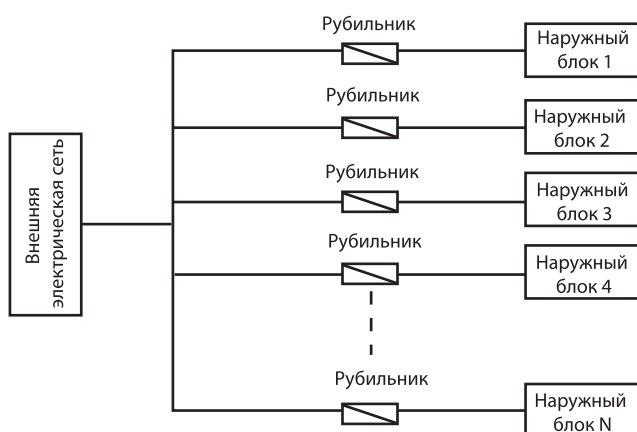 Рубильник
Наружный
блок 1
Рубильник
Наружный
блок 2
Внешняя
электрическая сеть
Рубильник
Наружный
блок 3
Рубильник
Наружный
блок 4
Рубильник
Наружный
блок N